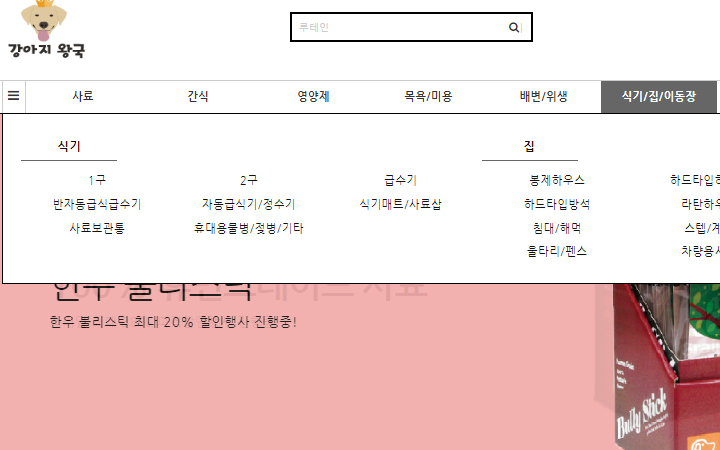 강아지 왕국
루테인
사료 간식 영양제 목욕/미용 배변/위생 식기/집/이동장
식기 집
1구 2구 급수기 봉제하우스 하드타입하
반자동급식급수기 자동급식기/정수기 식기매트/사료삽 하드타입방석 라탄하우
사료보관통 휴대용물병/젖병/기타 침대/해먹 스텝/계
울타리/펜스 차량용시
한우 불리스틱
한우 불리스틱 최대 20% 할인행사 진행중!
Bully Stick